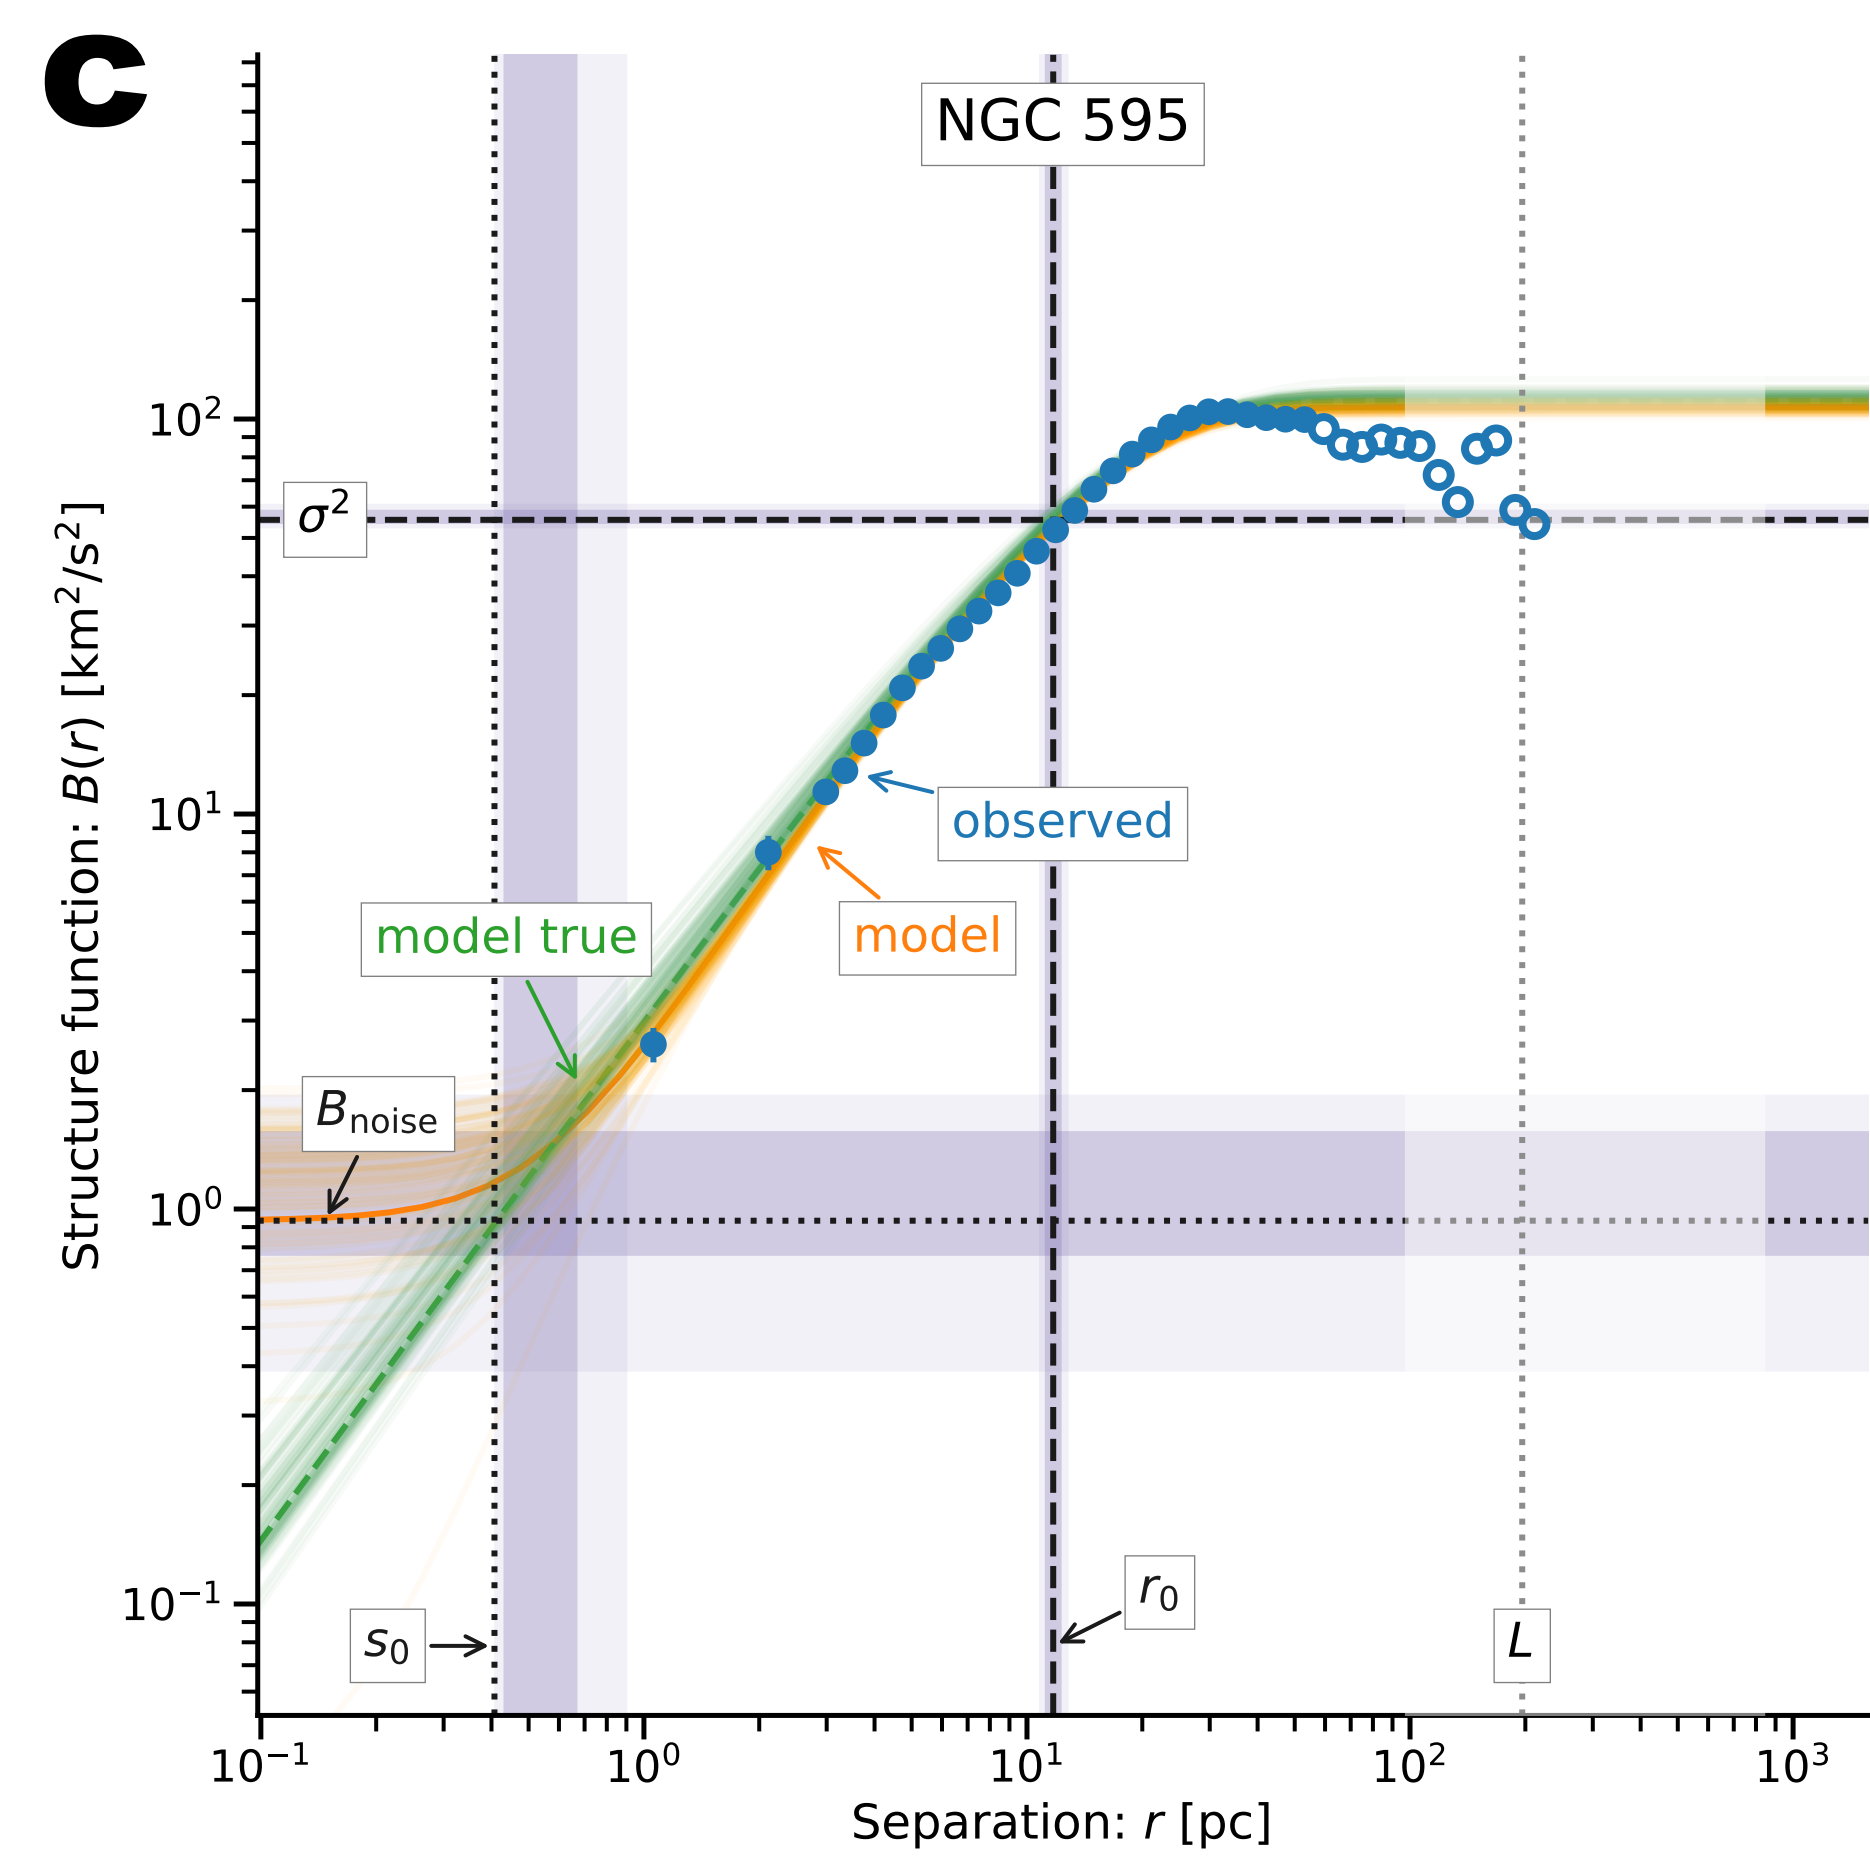 C
NGC 595
10²
σ²
Structure function: B(r) [km²/s²]
10¹
observed
model
model true
B_noise
10⁰
10⁻¹
s₀
r₀
L
10⁻¹ 10⁰ 10¹ 10² 10³
Separation: r [pc]